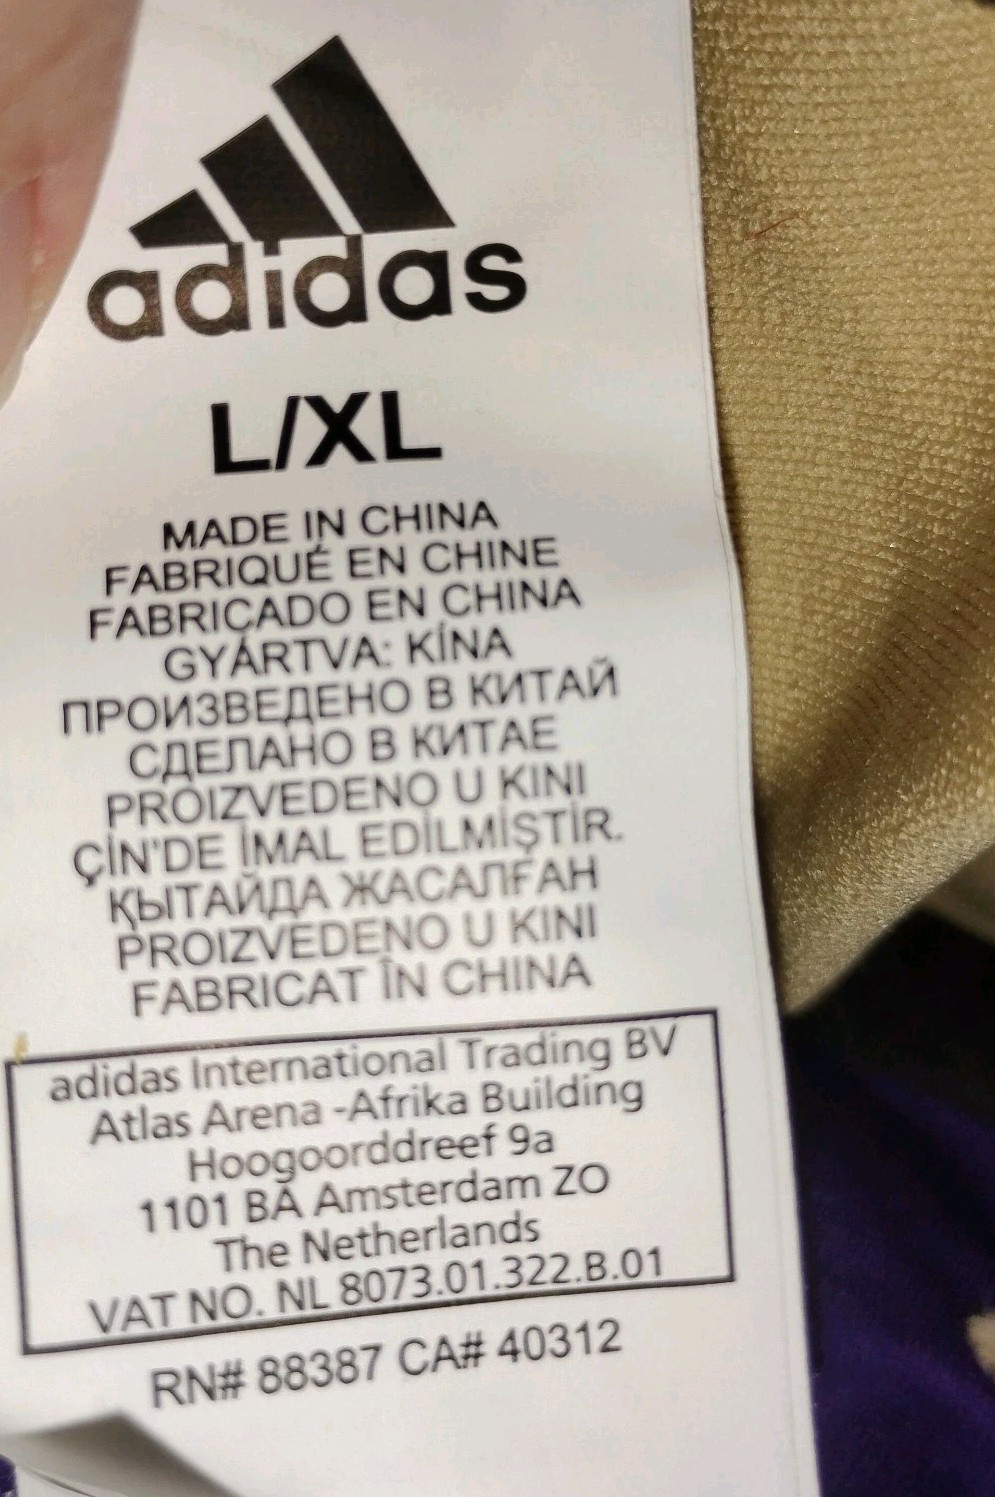 adidas
L/XL
MADE IN CHINA
FABRIQUÉ EN CHINE
FABRICADO EN CHINA
GYÁRTVA: KÍNA
ПРОИЗВЕДЕНО В КИТАЙ
СДЕЛАНО В КИТАЕ
PROIZVEDENO U KINI
ÇİN'DE İMAL EDİLMİŞTİR.
ҚЫТАЙДА ЖАСАЛҒАН
PROIZVEDENO U KINI
FABRICAT ÎN CHINA
adidas International Trading BV
Atlas Arena -Afrika Building
Hoogoorddreef 9a
1101 BA Amsterdam ZO
The Netherlands
VAT NO. NL 8073.01.322.B.01
RN# 88387 CA# 40312